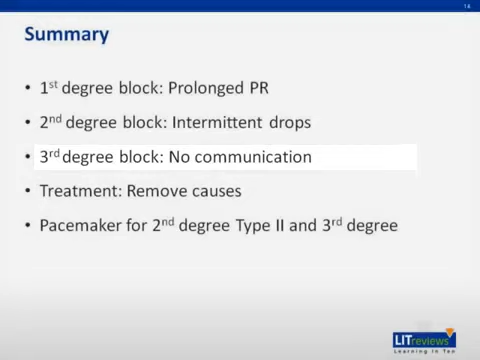 14
Summary
• 1st degree block: Prolonged PR
• 2nd degree block: Intermittent drops
• 3rd degree block: No communication
• Treatment: Remove causes
• Pacemaker for 2nd degree Type II and 3rd degree
LITreviews
Learning in Ten